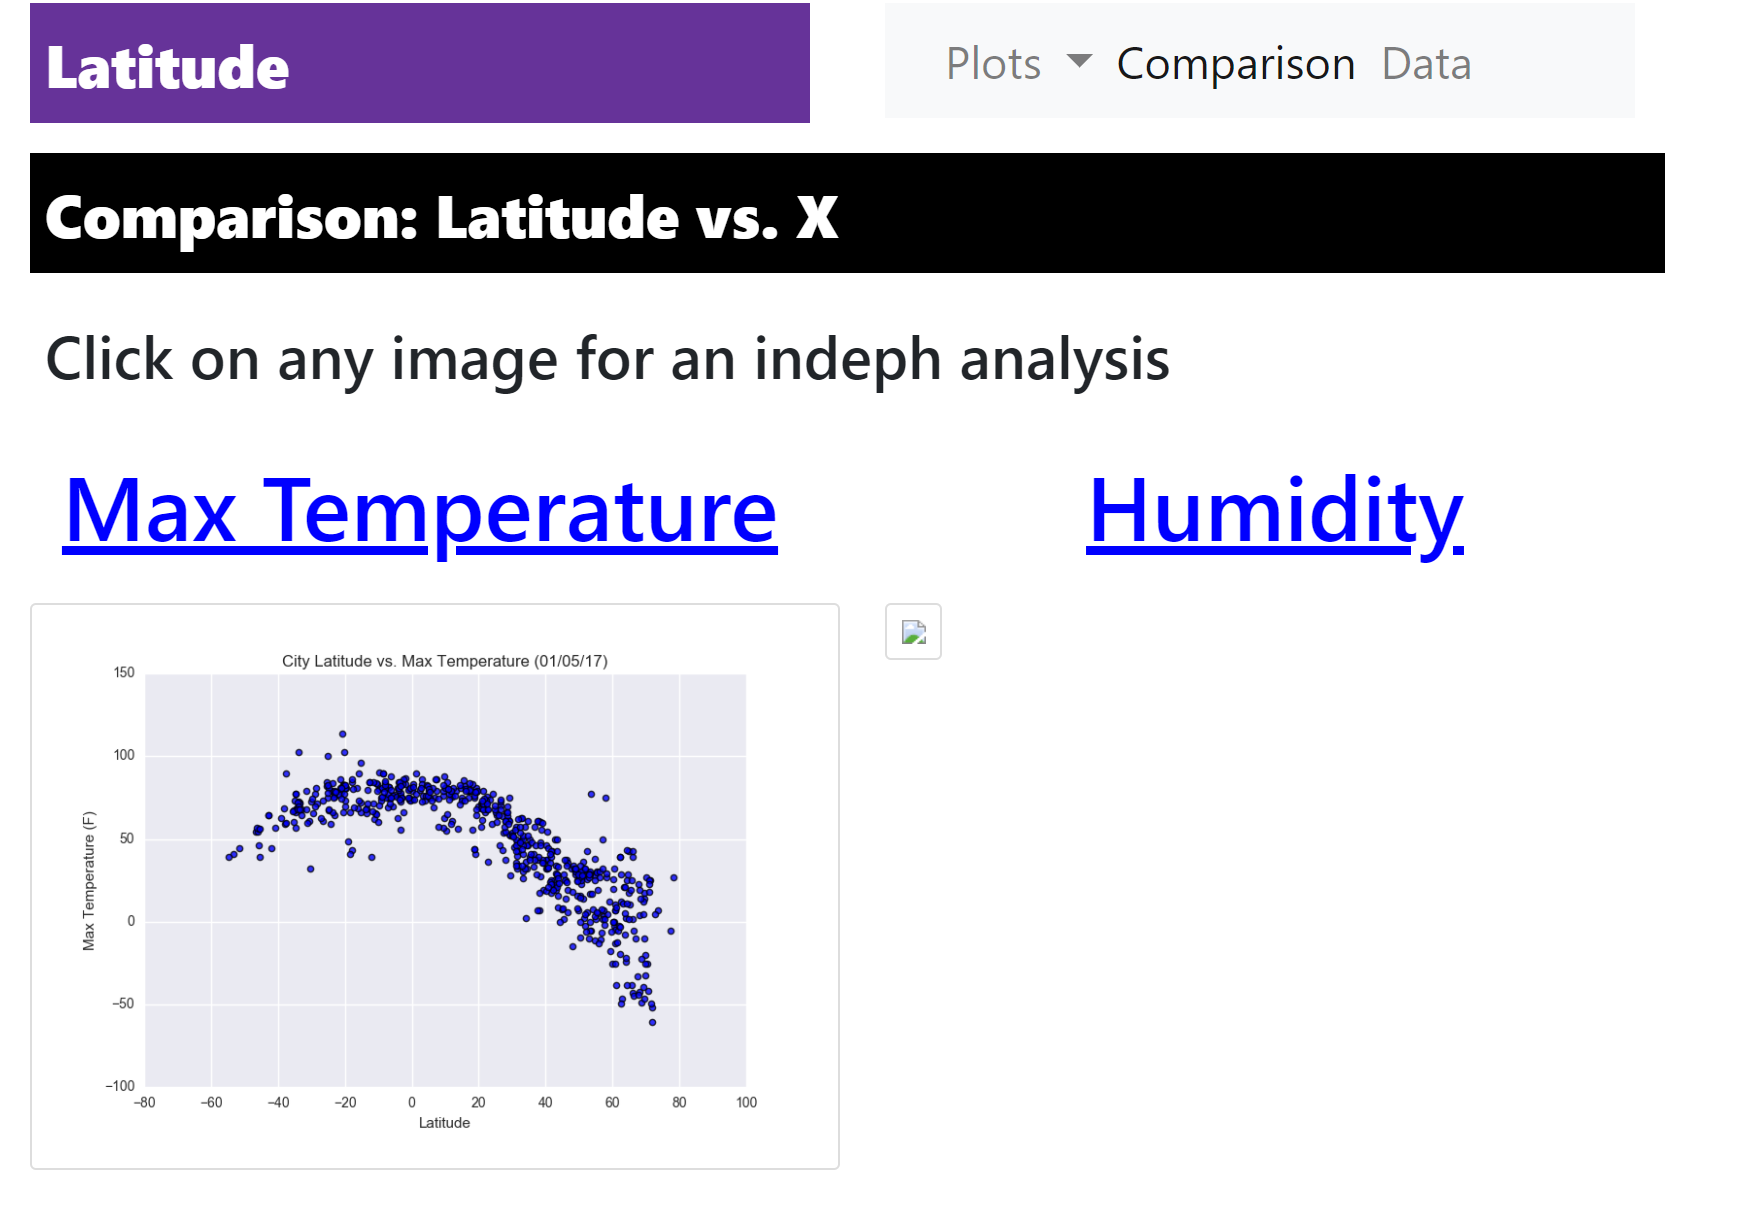 Latitude
Plots Comparison Data
Comparison: Latitude vs. X
Click on any image for an indeph analysis
Max Temperature
Humidity
City Latitude vs. Max Temperature (01/05/17)
150
100
50
0
−50
−100
Max Temperature (F)
−80 −60 −40 −20 0 20 40 60 80 100
Latitude